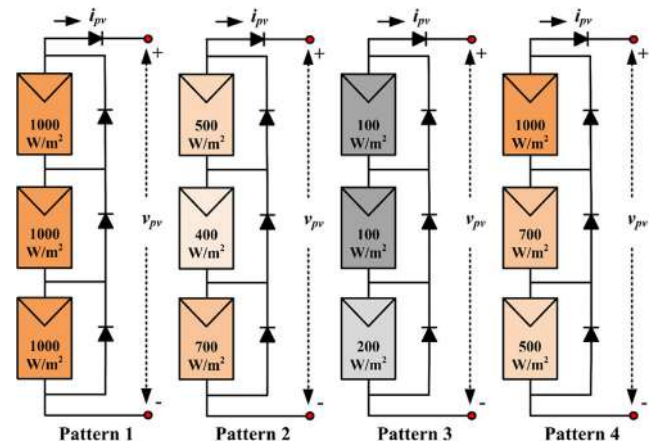 i_pv
+
1000
W/m²
1000
W/m²
1000
W/m²
v_pv
-
Pattern 1
i_pv
+
500
W/m²
400
W/m²
700
W/m²
v_pv
-
Pattern 2
i_pv
+
100
W/m²
100
W/m²
200
W/m²
v_pv
-
Pattern 3
i_pv
+
1000
W/m²
700
W/m²
500
W/m²
v_pv
-
Pattern 4